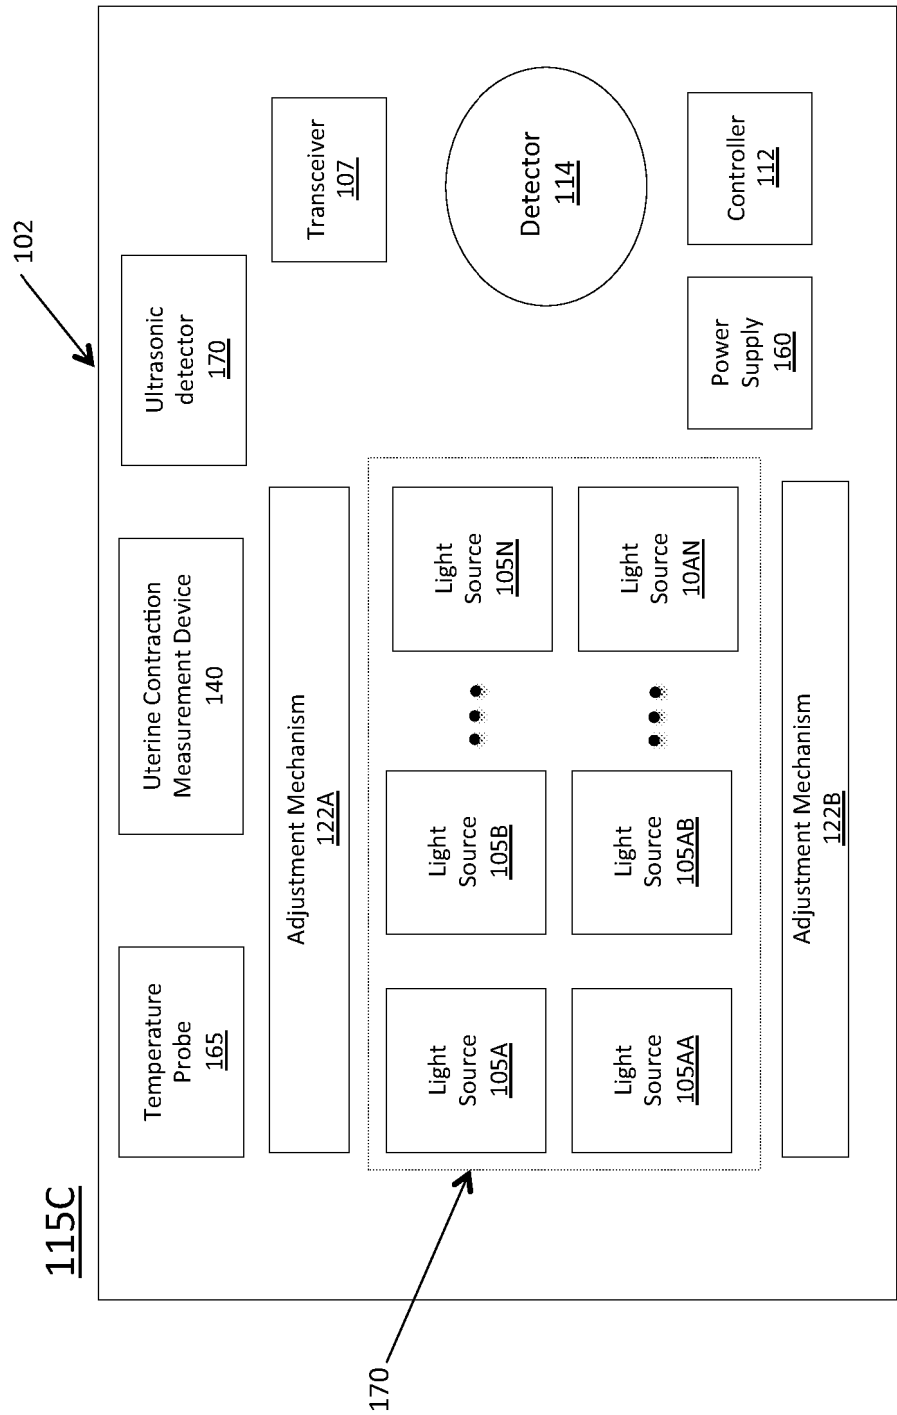 115C
102
Temperature
Probe
165
Uterine Contraction
Measurement Device
140
Ultrasonic
detector
170
Adjustment Mechanism
122A
Transceiver
107
Light
Source
105A
Light
Source
105B
Light
Source
105N
Detector
114
Light
Source
105AA
Light
Source
105AB
Light
Source
10AN
Power
Supply
160
Controller
112
Adjustment Mechanism
122B
170